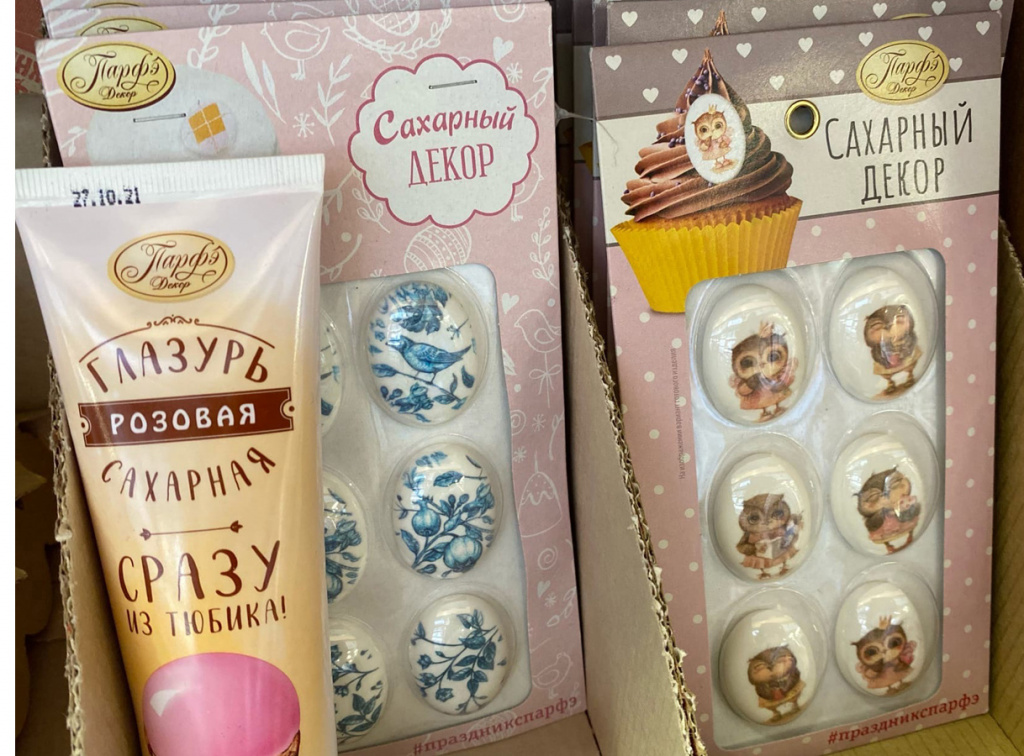 Парфэ
Декор
Сахарный
ДЕКОР
27.10.21
Парфэ
Декор
ГЛАЗУРЬ
РОЗОВАЯ
САХАРНАЯ
СРАЗУ
ИЗ ТЮБИКА!
#праздникспарфэ
Парфэ
Декор
САХАРНЫЙ
ДЕКОР
#праздникспарфэ